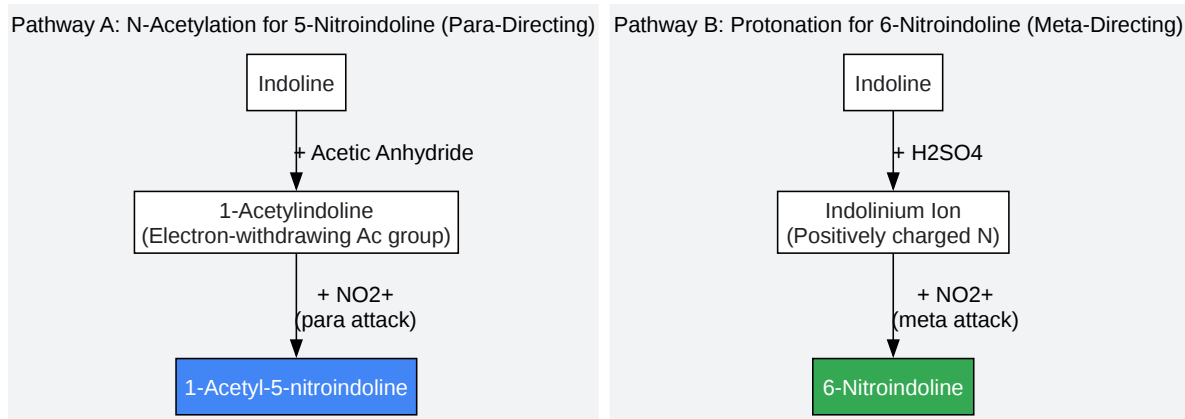 Pathway A: N-Acetylation for 5-Nitroindoline (Para-Directing)
Indoline
+ Acetic Anhydride
1-Acetylindoline
(Electron-withdrawing Ac group)
+ NO2+
(para attack)
1-Acetyl-5-nitroindoline
Pathway B: Protonation for 6-Nitroindoline (Meta-Directing)
Indoline
+ H2SO4
Indolinium Ion
(Positively charged N)
+ NO2+
(meta attack)
6-Nitroindoline